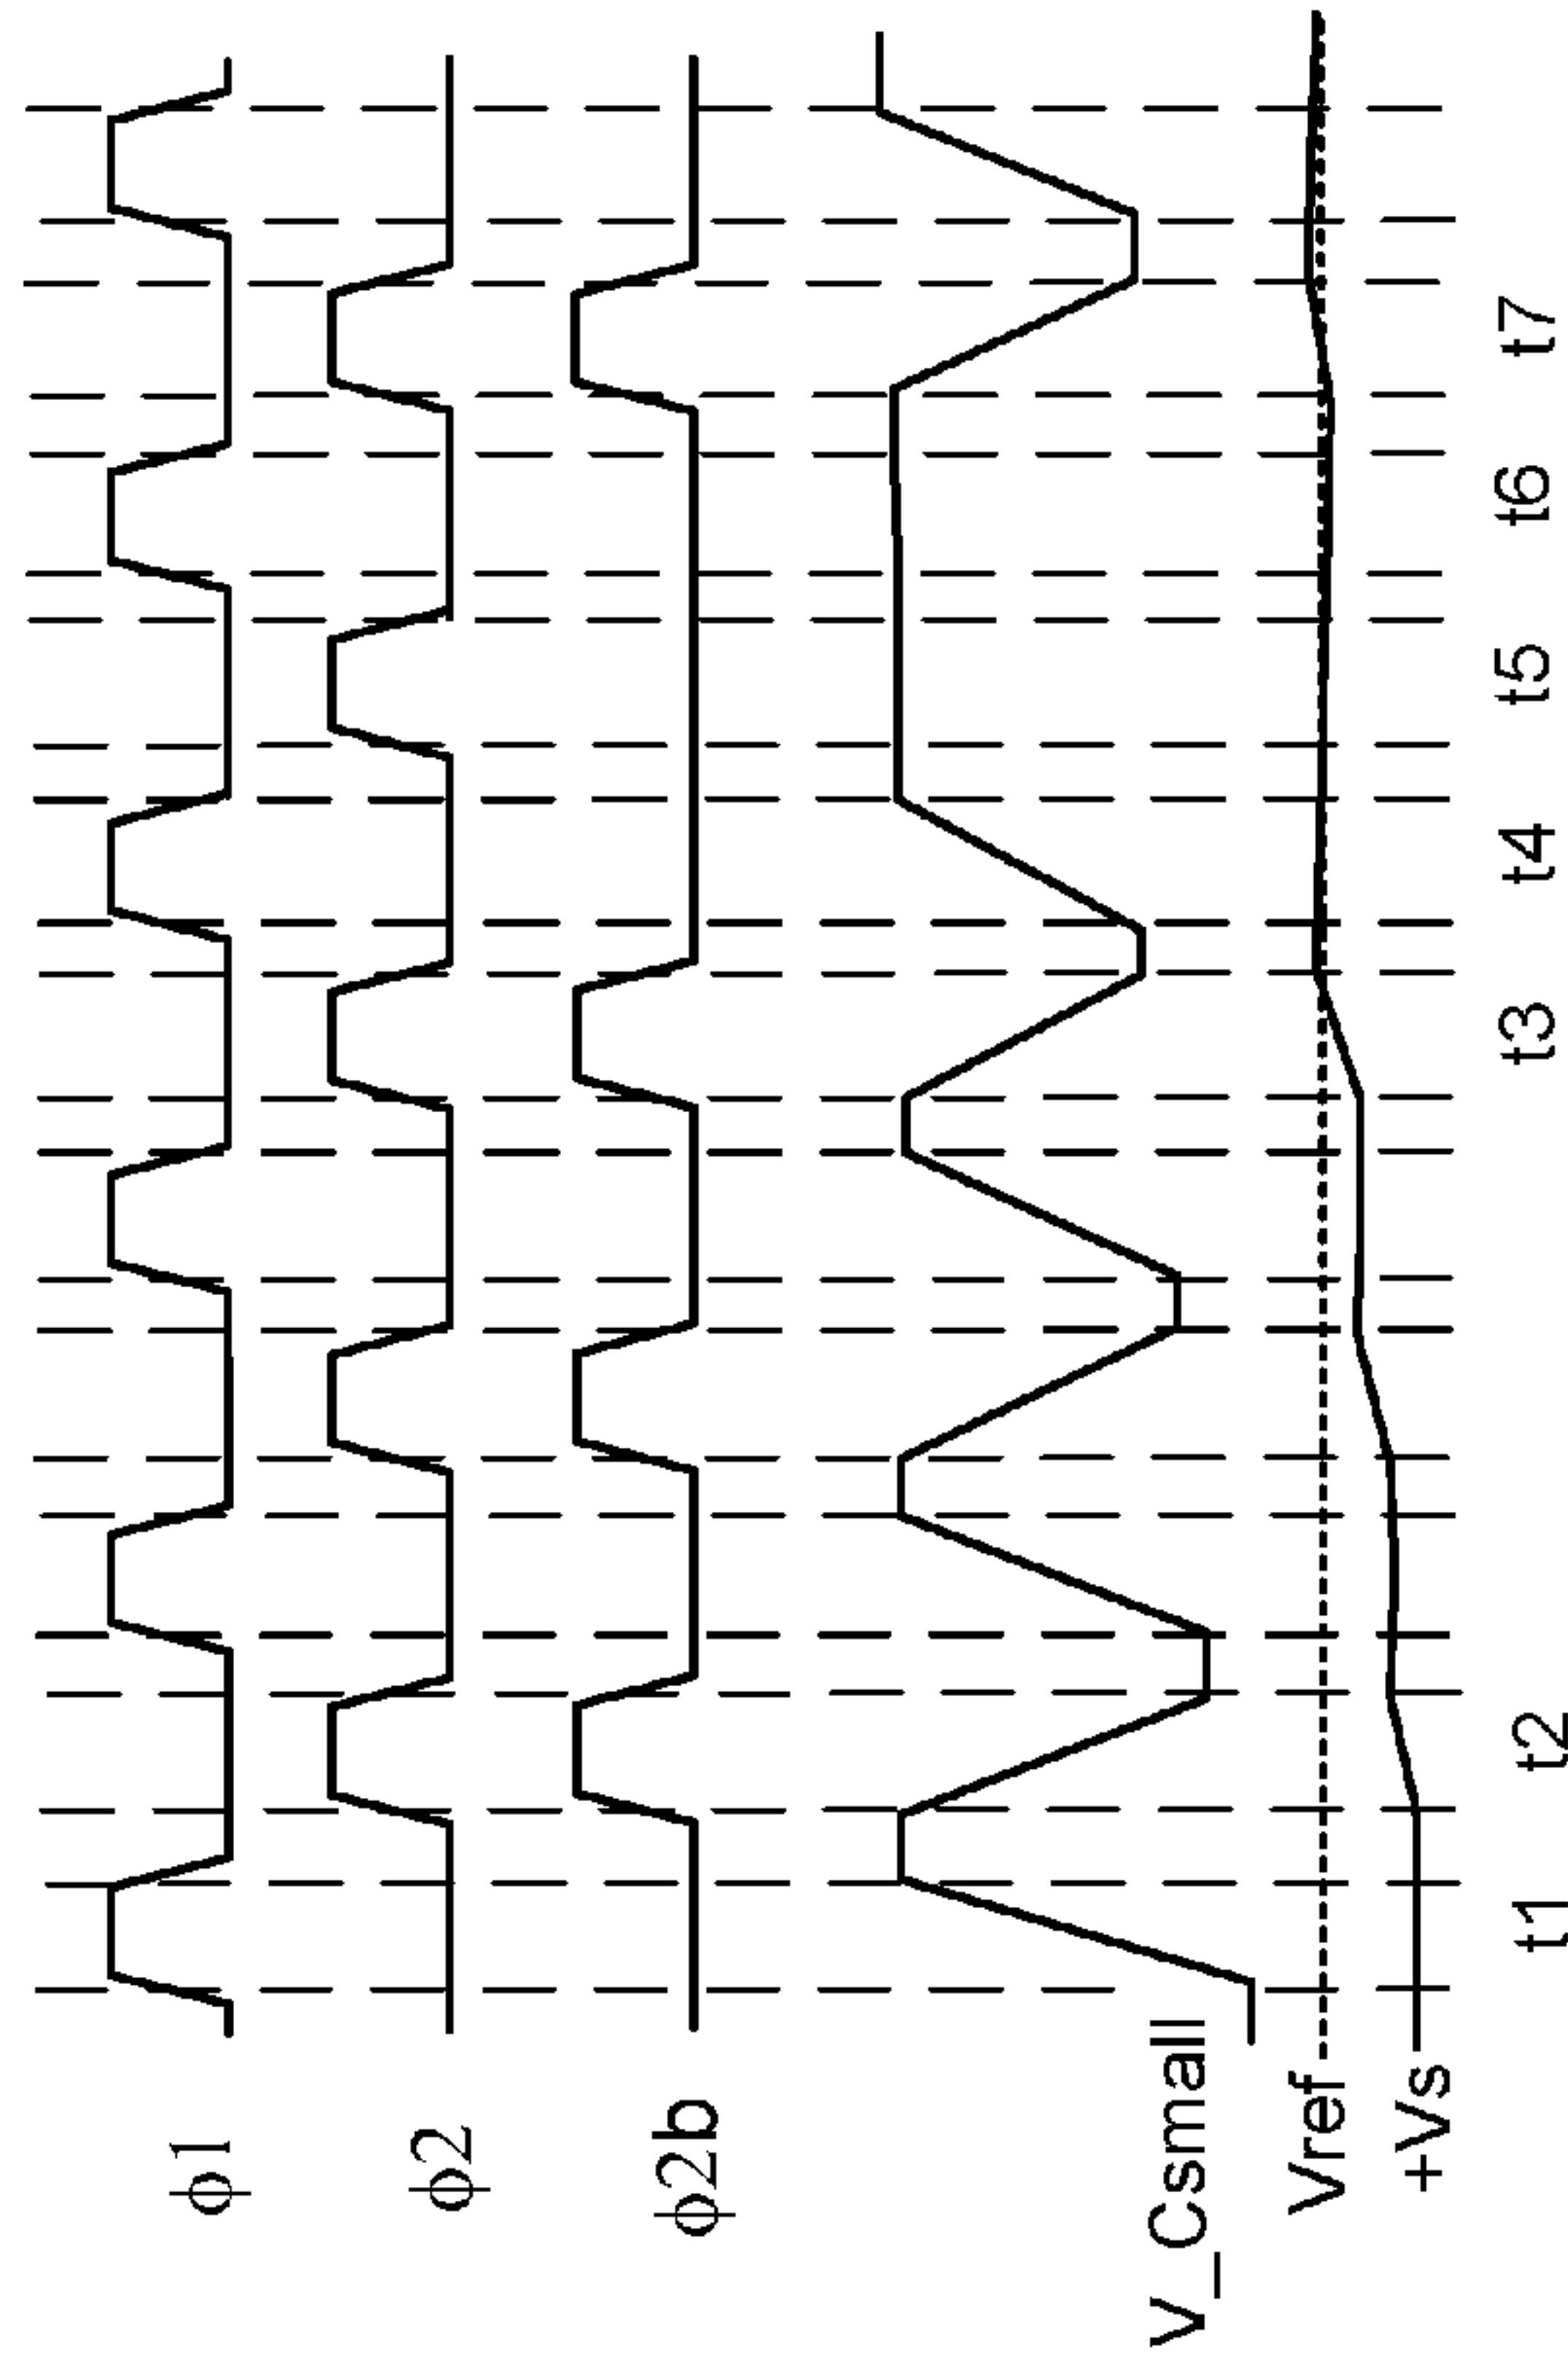 ϕ1
ϕ2
ϕ2b
V_Csmall
Vref
+Vs
t1 t2 t3 t4 t5 t6 t7